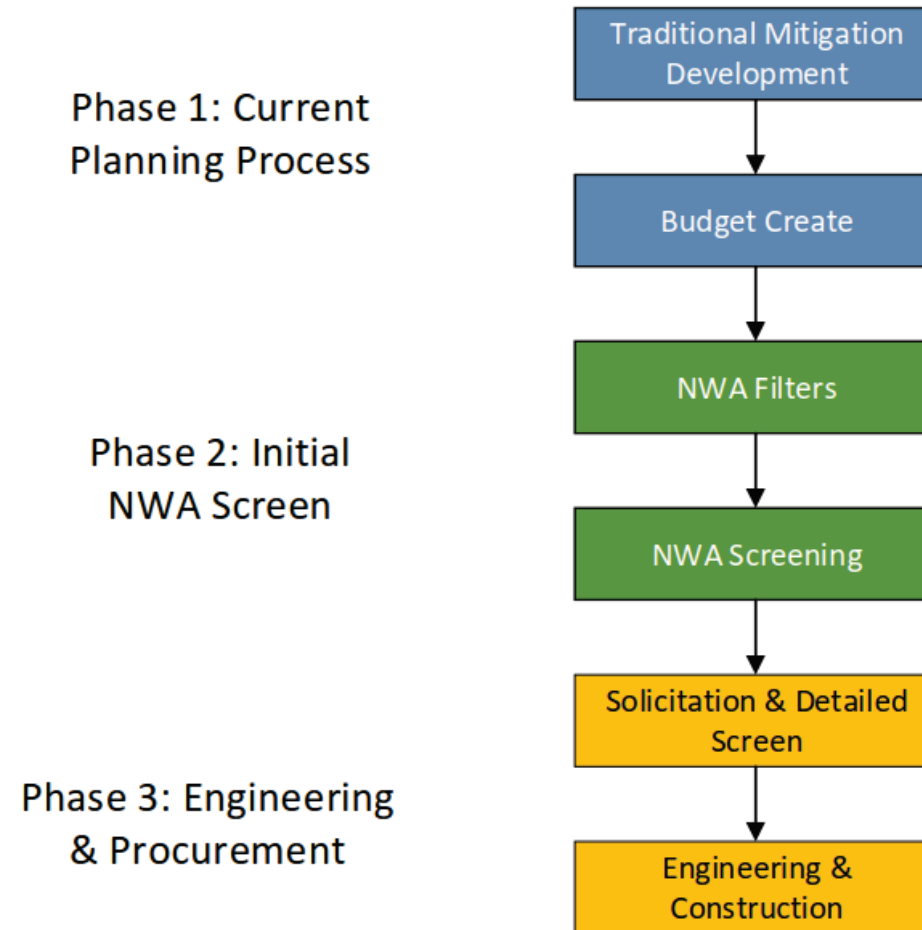 Traditional Mitigation
Development
Phase 1: Current
Planning Process
Budget Create
NWA Filters
Phase 2: Initial
NWA Screen
NWA Screening
Solicitation & Detailed
Screen
Phase 3: Engineering
& Procurement
Engineering &
Construction